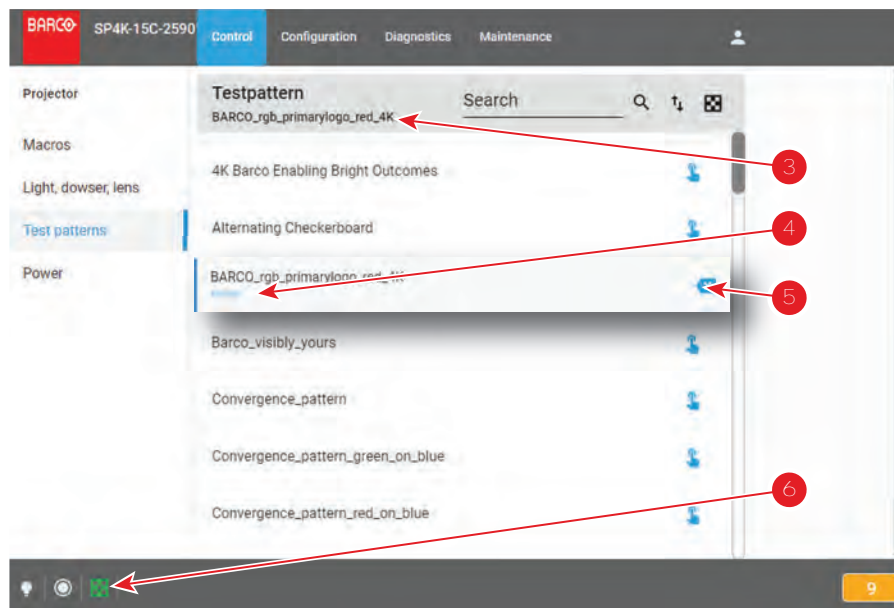 BARCO
SP4K-15C-2590
Control
Configuration
Diagnostics
Maintenance
Projector
Macros
Light, dowser, lens
Test patterns
Power
Testpattern
BARCO_rgb_primarylogo_red_4K
Search
4K Barco Enabling Bright Outcomes
Alternating Checkerboard
BARCO_rgb_primarylogo_red_4K
Barco_visibly_yours
Convergence_pattern
Convergence_pattern_green_on_blue
Convergence_pattern_red_on_blue
3
4
5
6
9